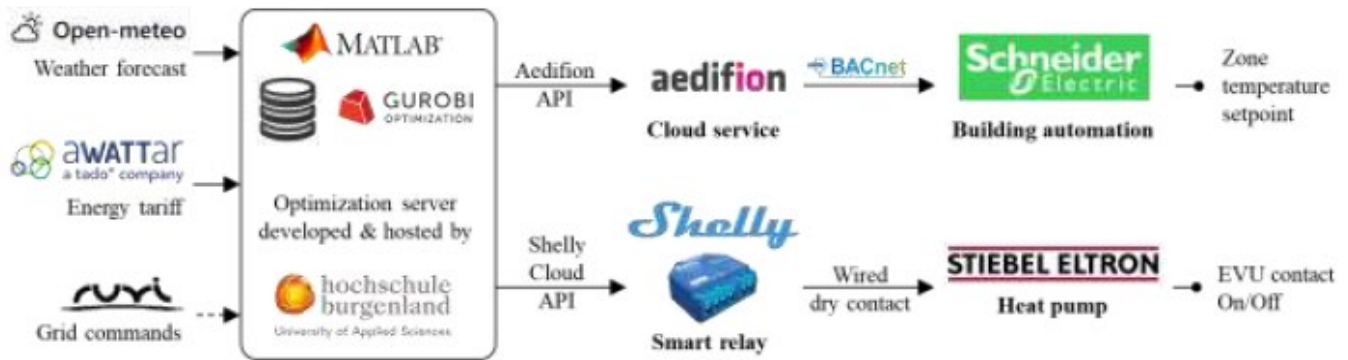 Open-meteo
Weather forecast
aWATTar
a tado° company
Energy tariff
ruvi
Grid commands
MATLAB®
GUROBI
OPTIMIZATION
Optimization server
developed & hosted by
hochschule
burgenland
University of Applied Sciences
Aedifion
API
aedifion
Cloud service
BACnet
Schneider
Electric
Building automation
Zone
temperature
setpoint
Shelly
Cloud
API
Shelly
Smart relay
Wired
dry contact
STIEBEL ELTRON
Heat pump
EVU contact
On/Off